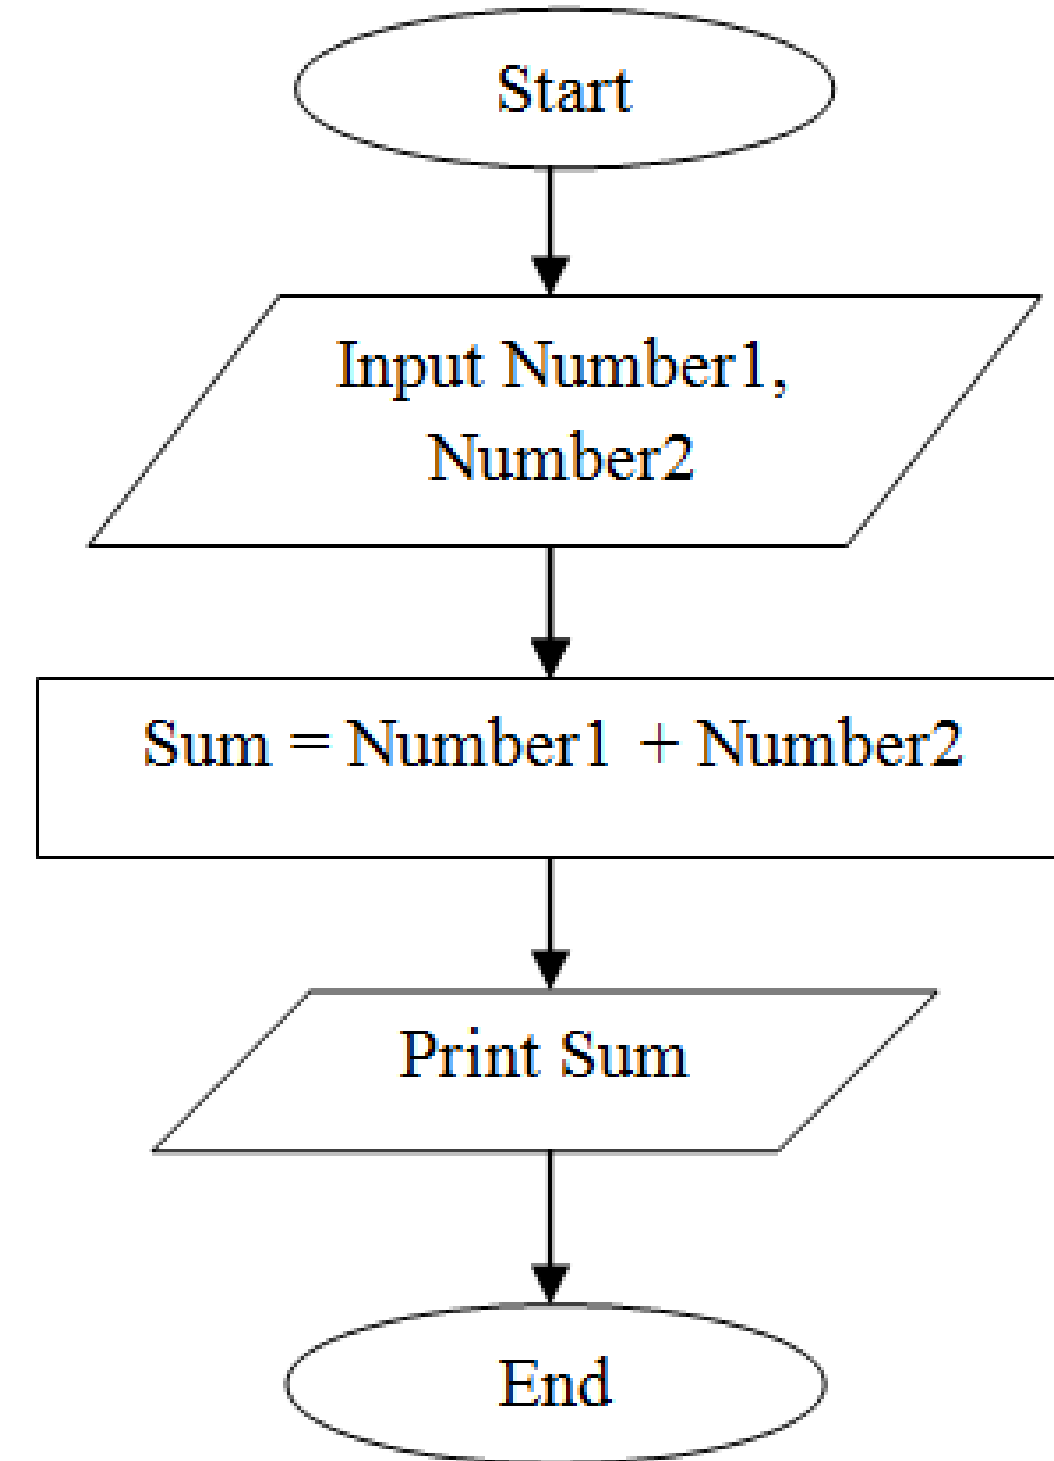 Start
Input Number1,
Number2
Sum = Number1 + Number2
Print Sum
End